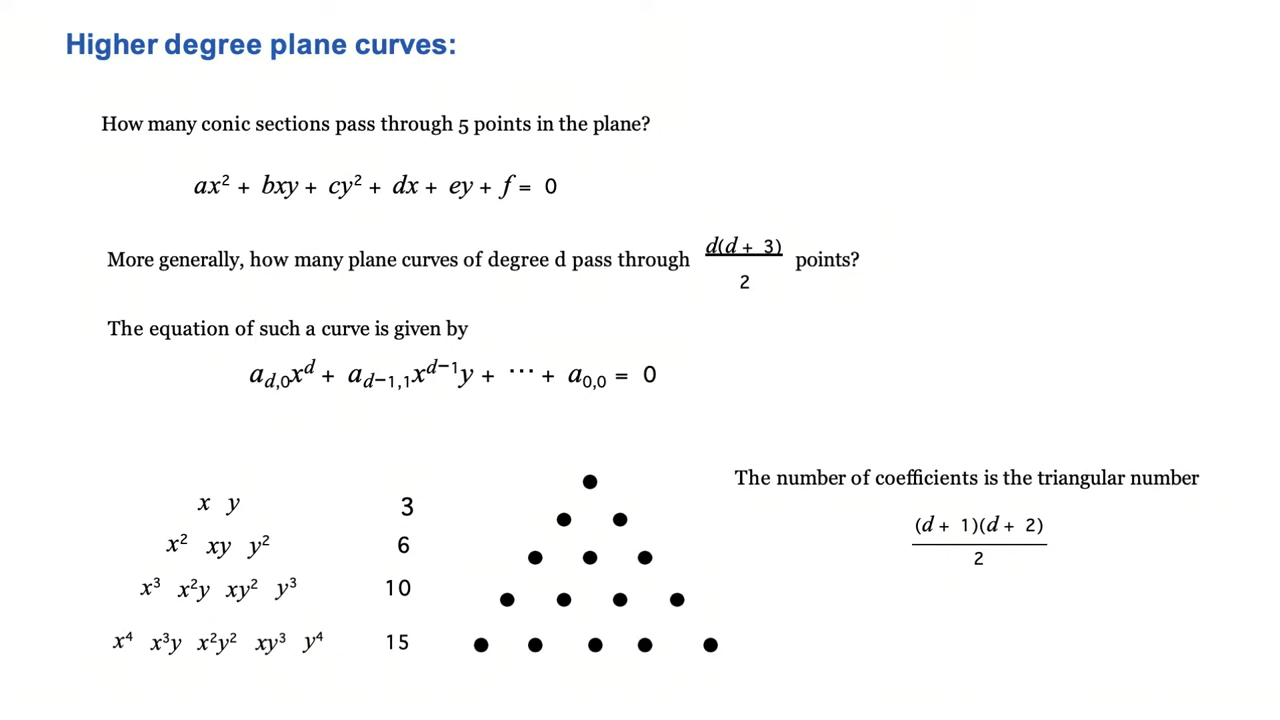 Higher degree plane curves:
How many conic sections pass through 5 points in the plane?
ax² + bxy + cy² + dx + ey + f = 0
More generally, how many plane curves of degree d pass through d(d + 3)/2 points?
The equation of such a curve is given by
a_{d,0}x^d + a_{d−1,1}x^{d−1}y + ⋯ + a_{0,0} = 0
The number of coefficients is the triangular number
(d + 1)(d + 2)/2
x y 3
x² xy y² 6
x³ x²y xy² y³ 10
x⁴ x³y x²y² xy³ y⁴ 15